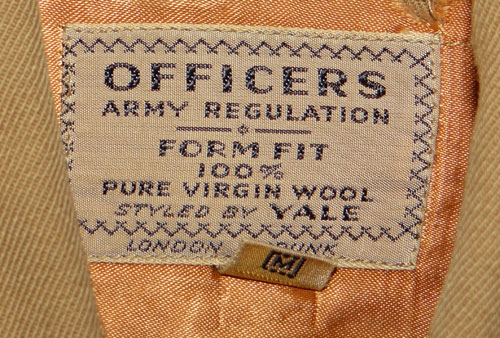 OFFICERS
ARMY REGULATION
FORM FIT
100%
PURE VIRGIN WOOL
STYLED BY YALE
LONDON
M